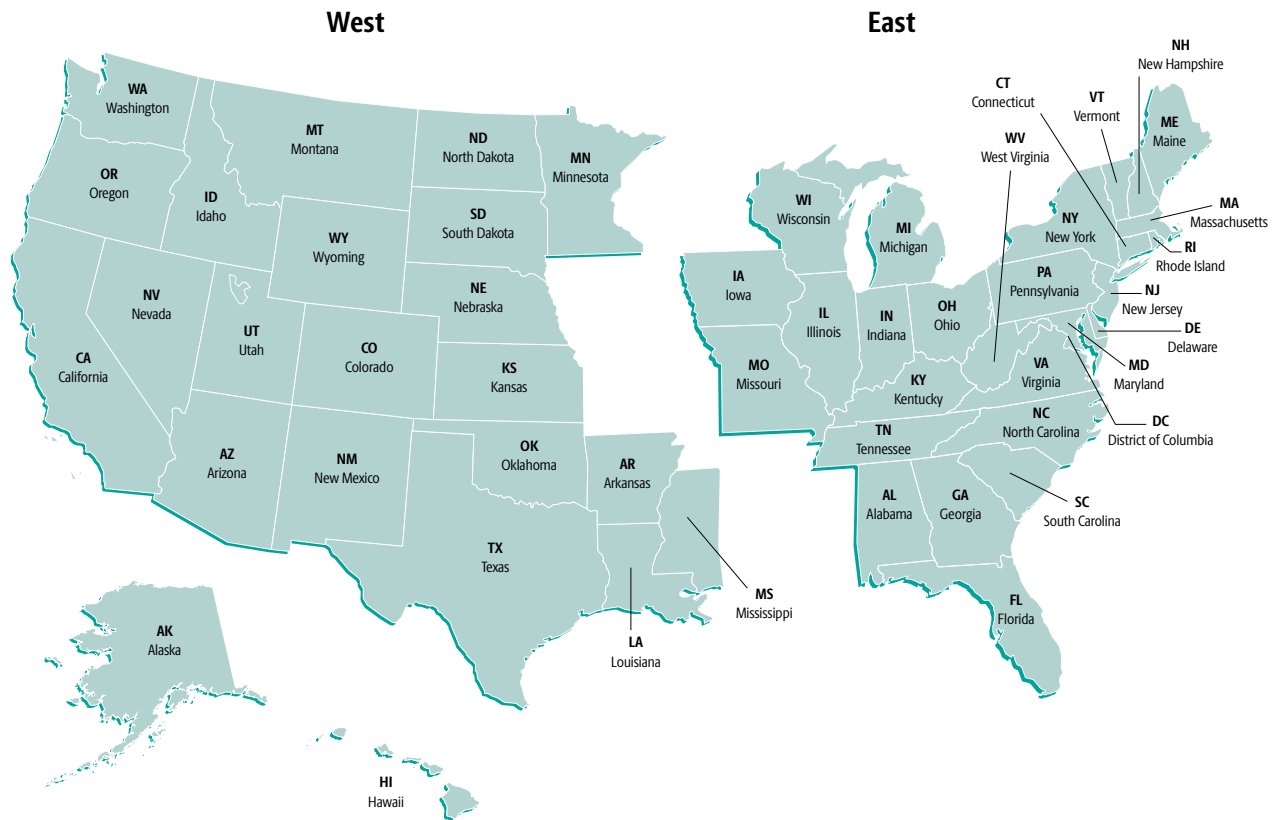 West
East
WA
Washington
OR
Oregon
ID
Idaho
MT
Montana
ND
North Dakota
MN
Minnesota
SD
South Dakota
WY
Wyoming
NE
Nebraska
NV
Nevada
UT
Utah
CA
California
CO
Colorado
KS
Kansas
AZ
Arizona
NM
New Mexico
OK
Oklahoma
AR
Arkansas
TX
Texas
MS
Mississippi
LA
Louisiana
AK
Alaska
HI
Hawaii
NH
New Hampshire
CT
Connecticut
VT
Vermont
ME
Maine
WV
West Virginia
WI
Wisconsin
MI
Michigan
NY
New York
MA
Massachusetts
RI
Rhode Island
IA
Iowa
PA
Pennsylvania
NJ
New Jersey
IL
Illinois
IN
Indiana
OH
Ohio
DE
Delaware
MO
Missouri
KY
Kentucky
VA
Virginia
MD
Maryland
TN
Tennessee
NC
North Carolina
DC
District of Columbia
AL
Alabama
GA
Georgia
SC
South Carolina
FL
Florida